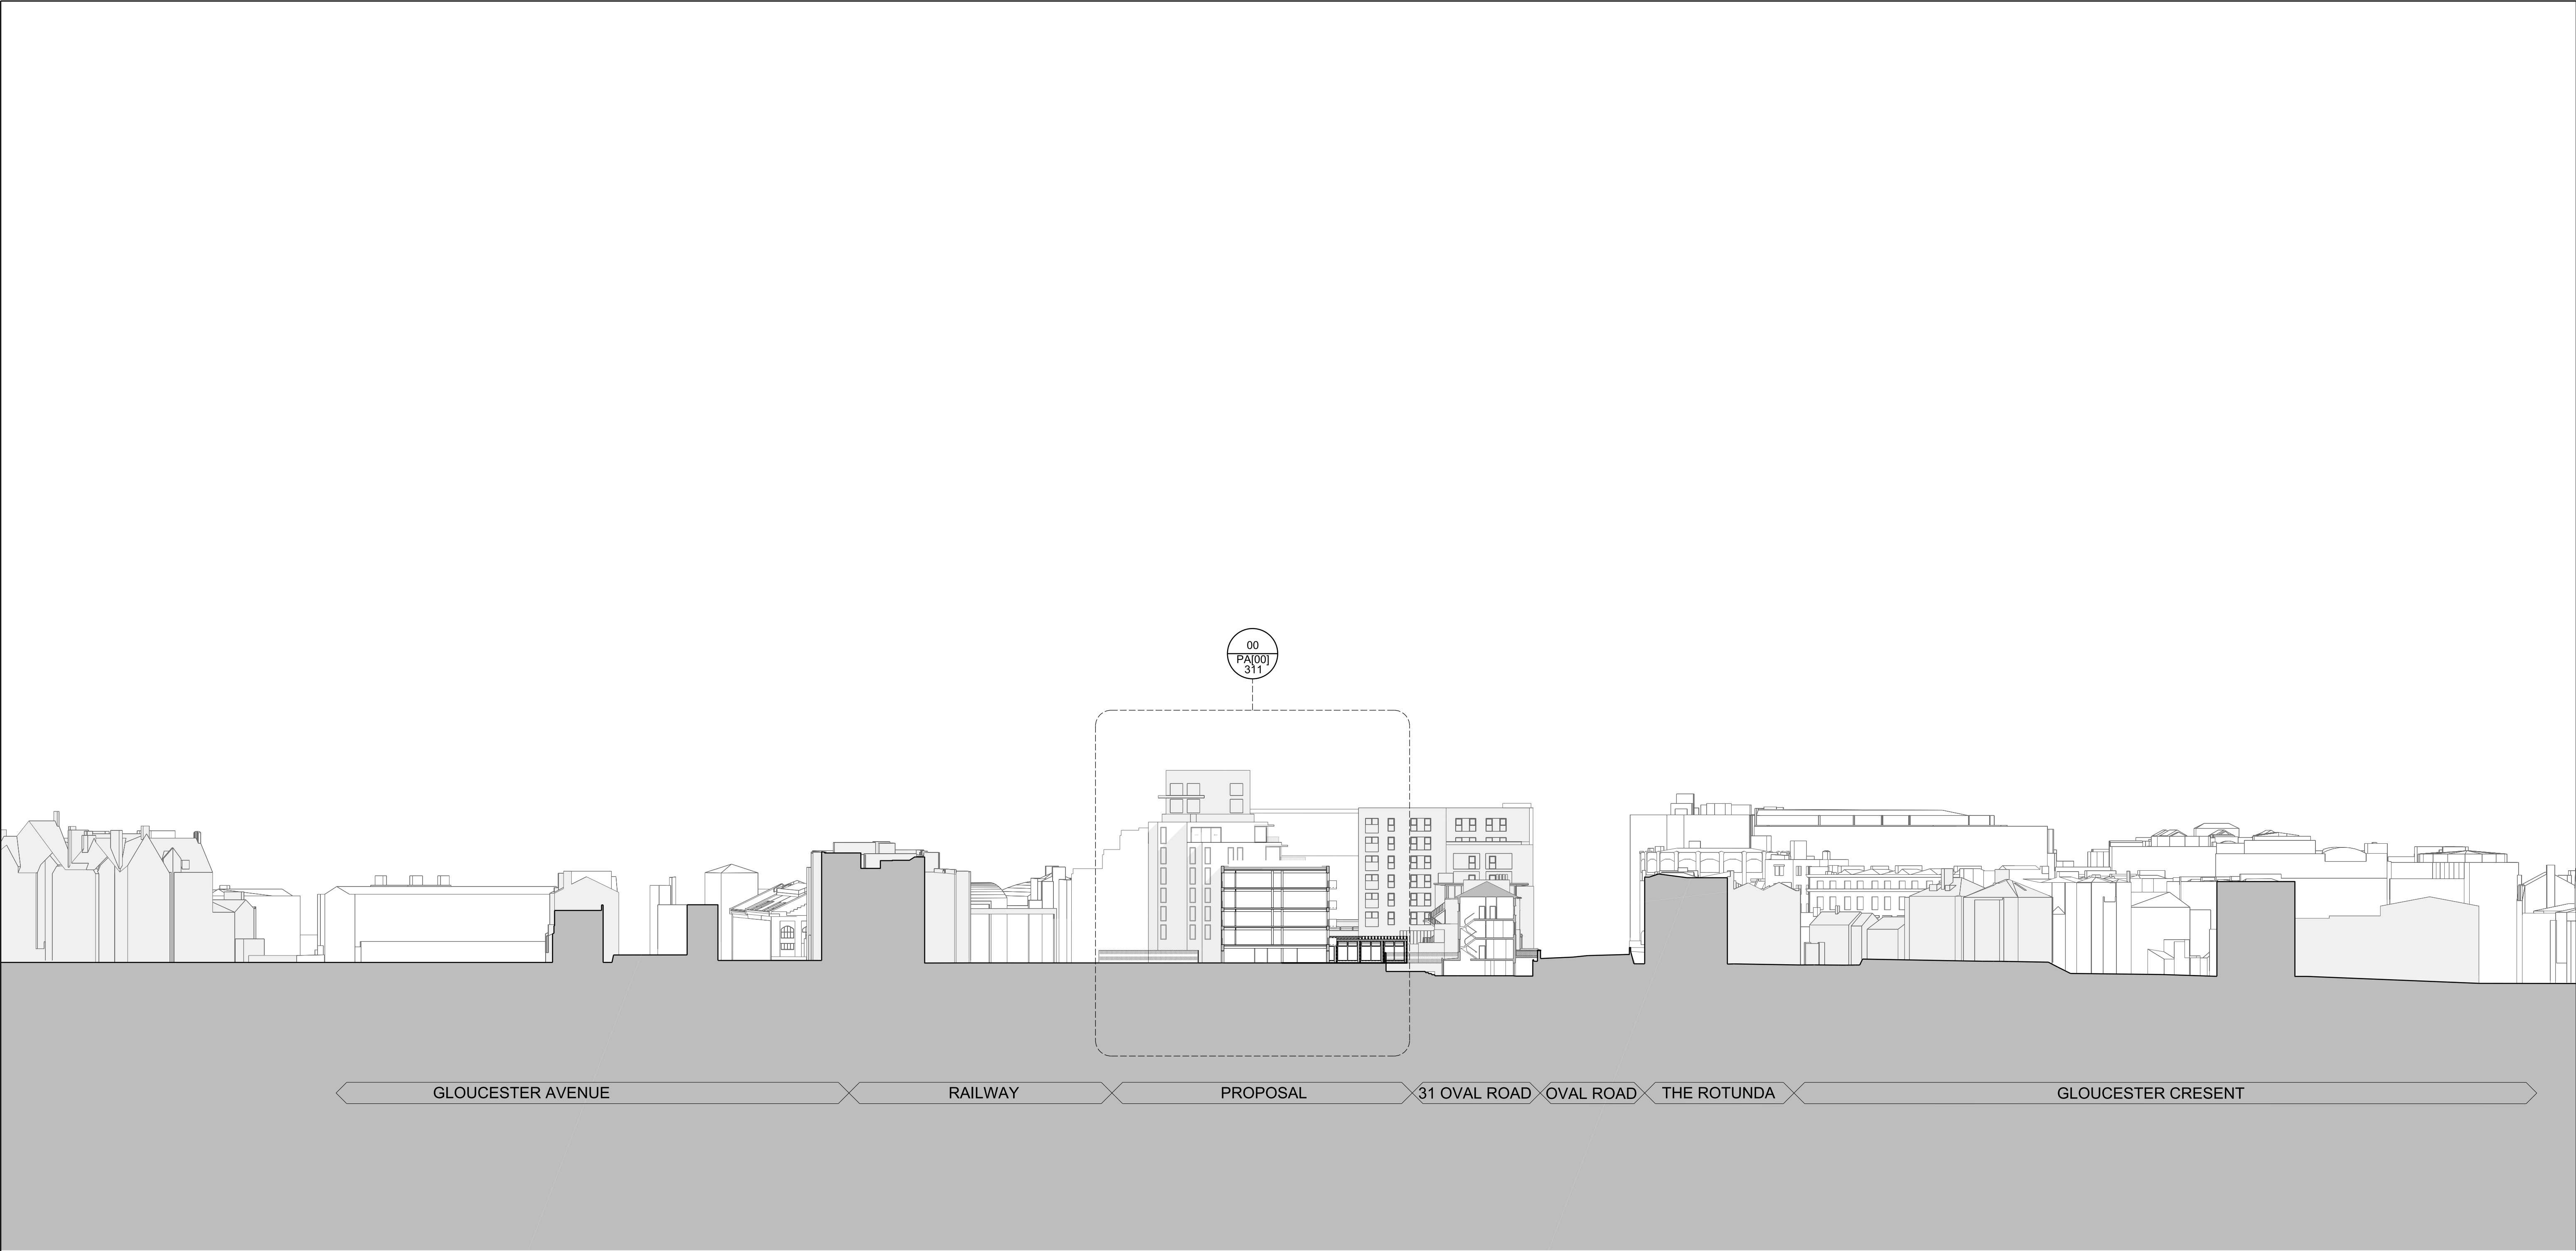 00
PA[00]
311
GLOUCESTER AVENUE
RAILWAY
PROPOSAL
31 OVAL ROAD
OVAL ROAD
THE ROTUNDA
GLOUCESTER CRESENT